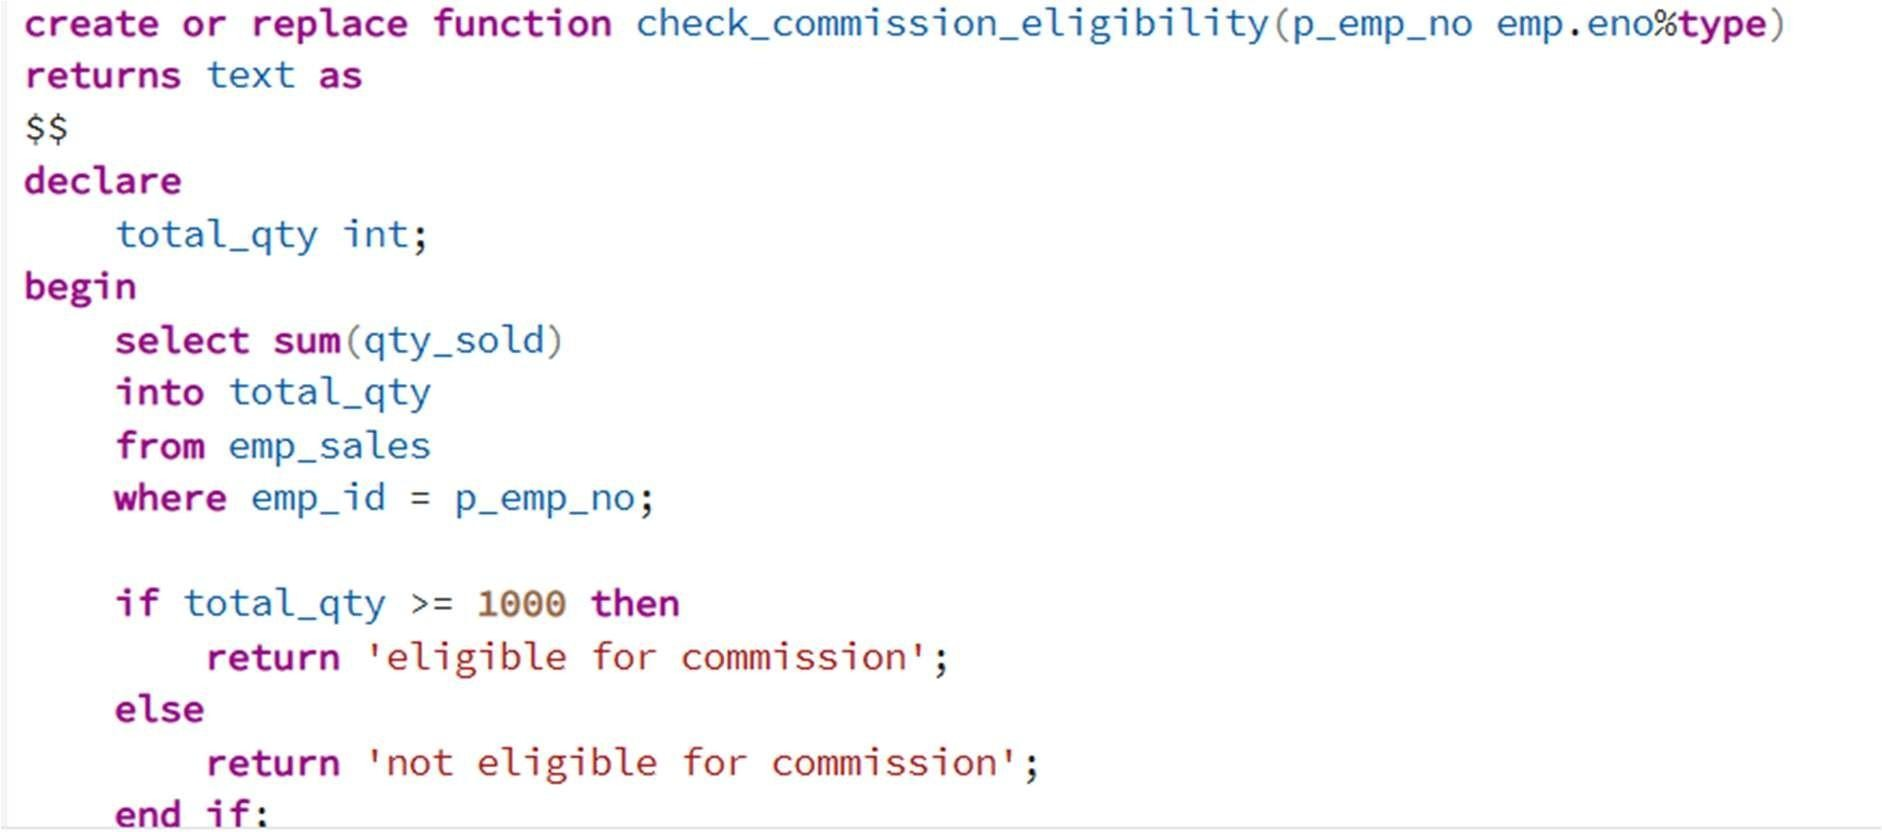 create or replace function check_commission_eligibility(p_emp_no emp.eno%type)
returns text as
$$
declare
    total_qty int;
begin
    select sum(qty_sold)
    into total_qty
    from emp_sales
    where emp_id = p_emp_no;

    if total_qty >= 1000 then
        return 'eligible for commission';
    else
        return 'not eligible for commission';
    end if;